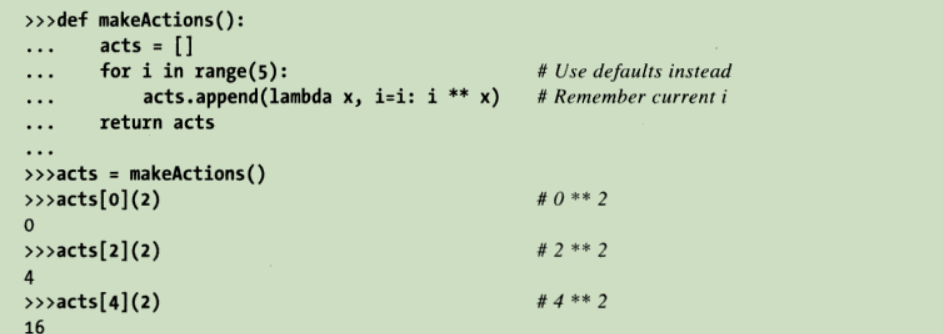 >>>def makeActions():
...     acts = []
...     for i in range(5):                       # Use defaults instead
...         acts.append(lambda x, i=i: i ** x)   # Remember current i
...     return acts
...
>>>acts = makeActions()
>>>acts[0](2)                                    # 0 ** 2
0
>>>acts[2](2)                                    # 2 ** 2
4
>>>acts[4](2)                                    # 4 ** 2
16